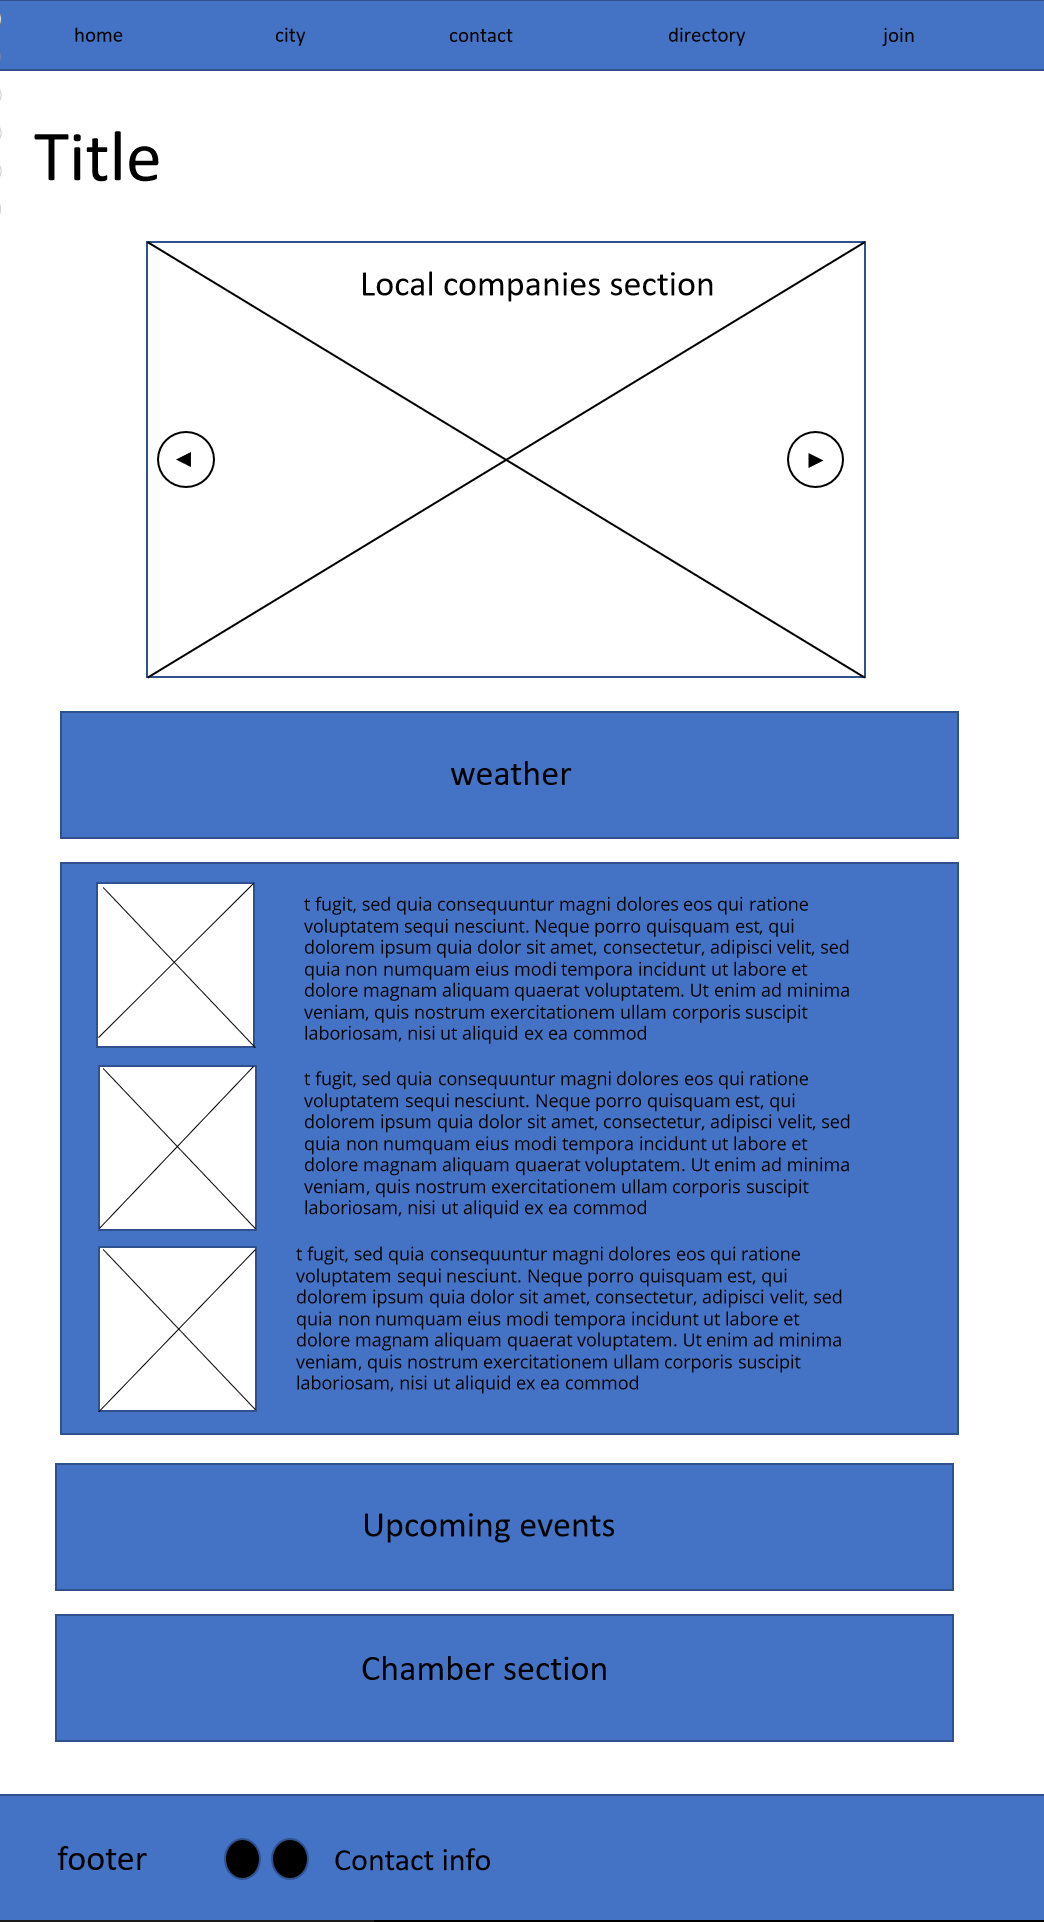 home city contact directory join
Title
Local companies section
weather
t fugit, sed quia consequuntur magni dolores eos qui ratione
voluptatem sequi nesciunt. Neque porro quisquam est, qui
dolorem ipsum quia dolor sit amet, consectetur, adipisci velit, sed
quia non numquam eius modi tempora incidunt ut labore et
dolore magnam aliquam quaerat voluptatem. Ut enim ad minima
veniam, quis nostrum exercitationem ullam corporis suscipit
laboriosam, nisi ut aliquid ex ea commod
t fugit, sed quia consequuntur magni dolores eos qui ratione
voluptatem sequi nesciunt. Neque porro quisquam est, qui
dolorem ipsum quia dolor sit amet, consectetur, adipisci velit, sed
quia non numquam eius modi tempora incidunt ut labore et
dolore magnam aliquam quaerat voluptatem. Ut enim ad minima
veniam, quis nostrum exercitationem ullam corporis suscipit
laboriosam, nisi ut aliquid ex ea commod
t fugit, sed quia consequuntur magni dolores eos qui ratione
voluptatem sequi nesciunt. Neque porro quisquam est, qui
dolorem ipsum quia dolor sit amet, consectetur, adipisci velit, sed
quia non numquam eius modi tempora incidunt ut labore et
dolore magnam aliquam quaerat voluptatem. Ut enim ad minima
veniam, quis nostrum exercitationem ullam corporis suscipit
laboriosam, nisi ut aliquid ex ea commod
Upcoming events
Chamber section
footer Contact info